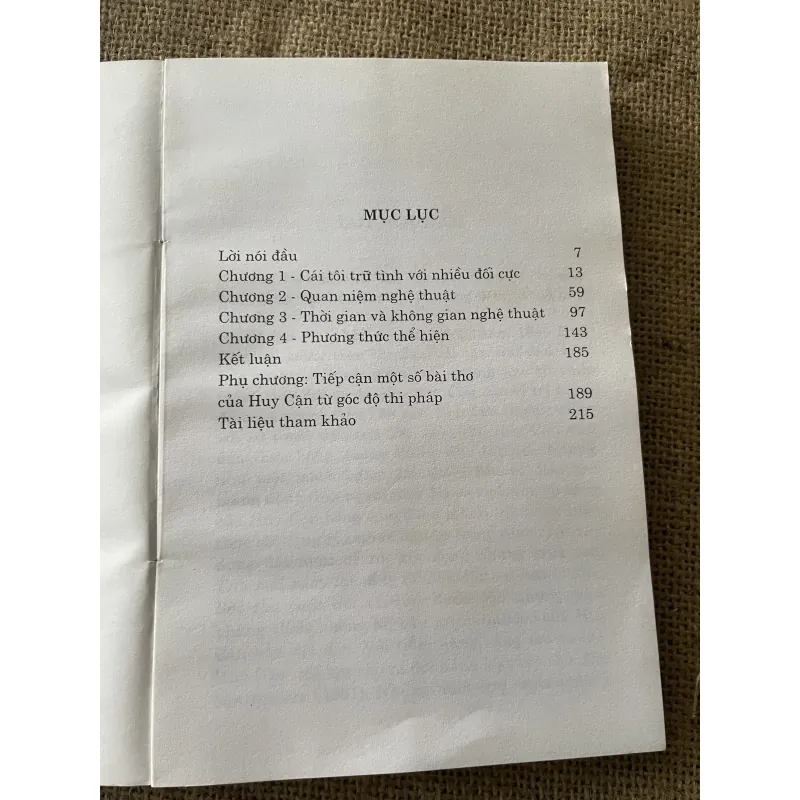 MỤC LỤC
Lời nói đầu 7
Chương 1 - Cái tôi trữ tình với nhiều đối cực 13
Chương 2 - Quan niệm nghệ thuật 59
Chương 3 - Thời gian và không gian nghệ thuật 97
Chương 4 - Phương thức thể hiện 143
Kết luận 185
Phụ chương: Tiếp cận một số bài thơ
của Huy Cận từ góc độ thi pháp 189
Tài liệu tham khảo 215